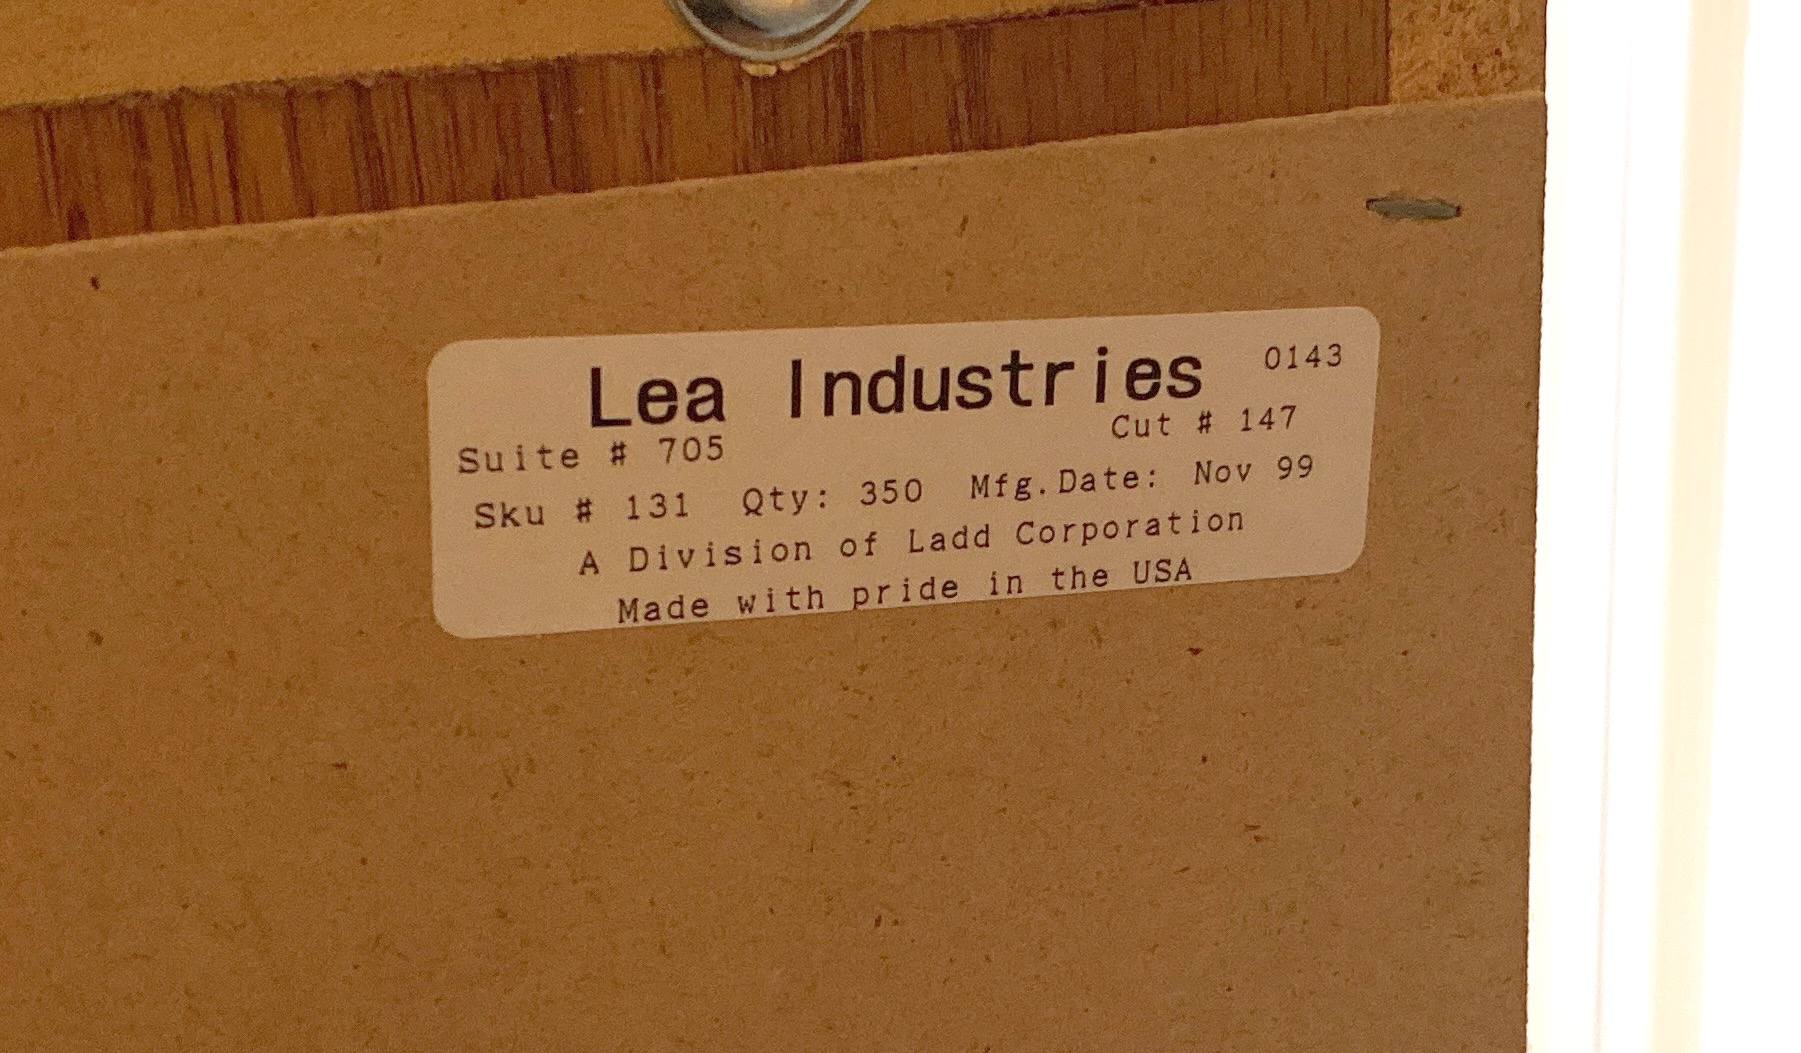 Lea Industries 0143
Suite # 705 Cut # 147
Sku # 131 Qty: 350 Mfg.Date: Nov 99
A Division of Ladd Corporation
Made with pride in the USA